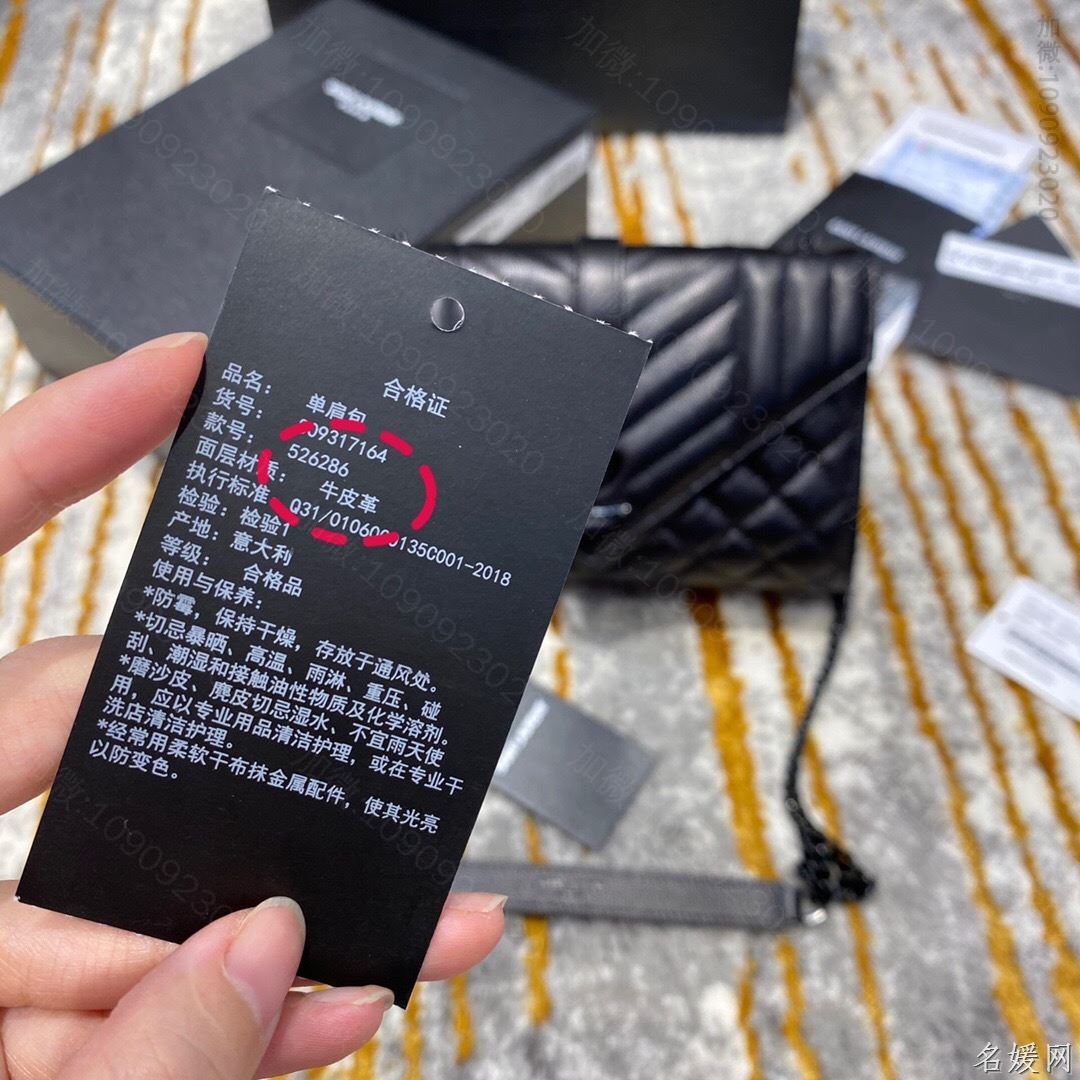 合格证
品名： 单肩包
货号： 09317164
款号： 526286
面层材质： 牛皮革
执行标准 Q31/010600 135C001-2018
检验：检验1
产地：意大利
等级： 合格品
使用与保养：
*防霉，保持干燥，存放于通风处。
*切忌暴晒、高温、雨淋、重压、碰
刮、潮湿和接触油性物质及化学溶剂。
*磨沙皮、麂皮切忌湿水、不宜雨天使
用，应以专业用品清洁护理，或在专业干
洗店清洁护理。
*经常用柔软干布抹金属配件，使其光亮
以防变色。
加微:1090923020
名媛网